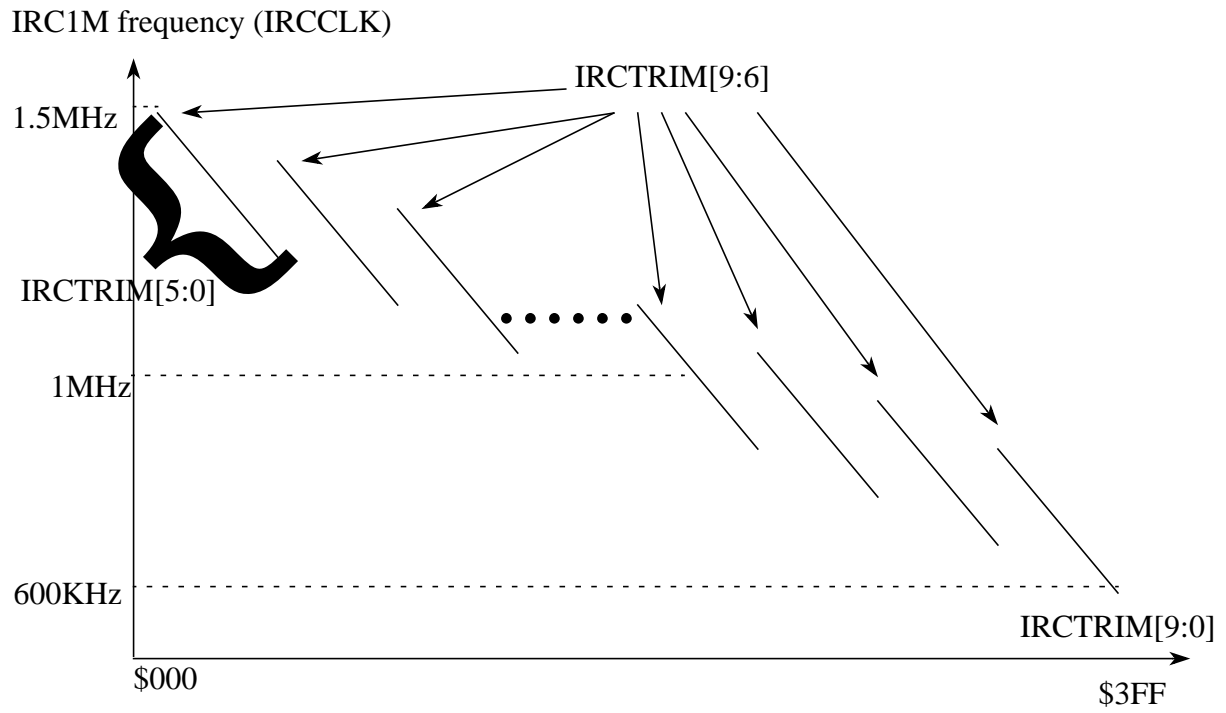 IRC1M frequency (IRCCLK)
IRCTRIM[9:6]
1.5MHz
IRCTRIM[5:0]
1MHz
600KHz
IRCTRIM[9:0]
$000
$3FF